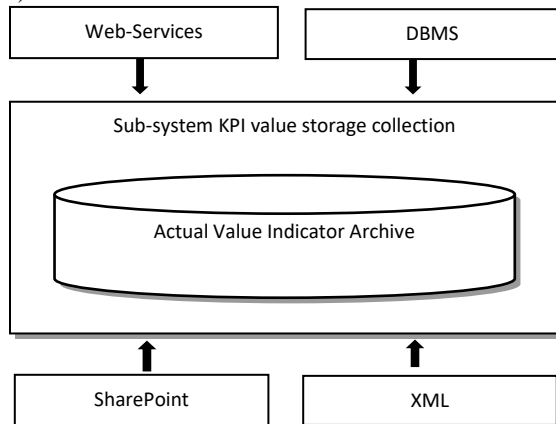 Web-Services
DBMS
Sub-system KPI value storage collection
Actual Value Indicator Archive
SharePoint
XML